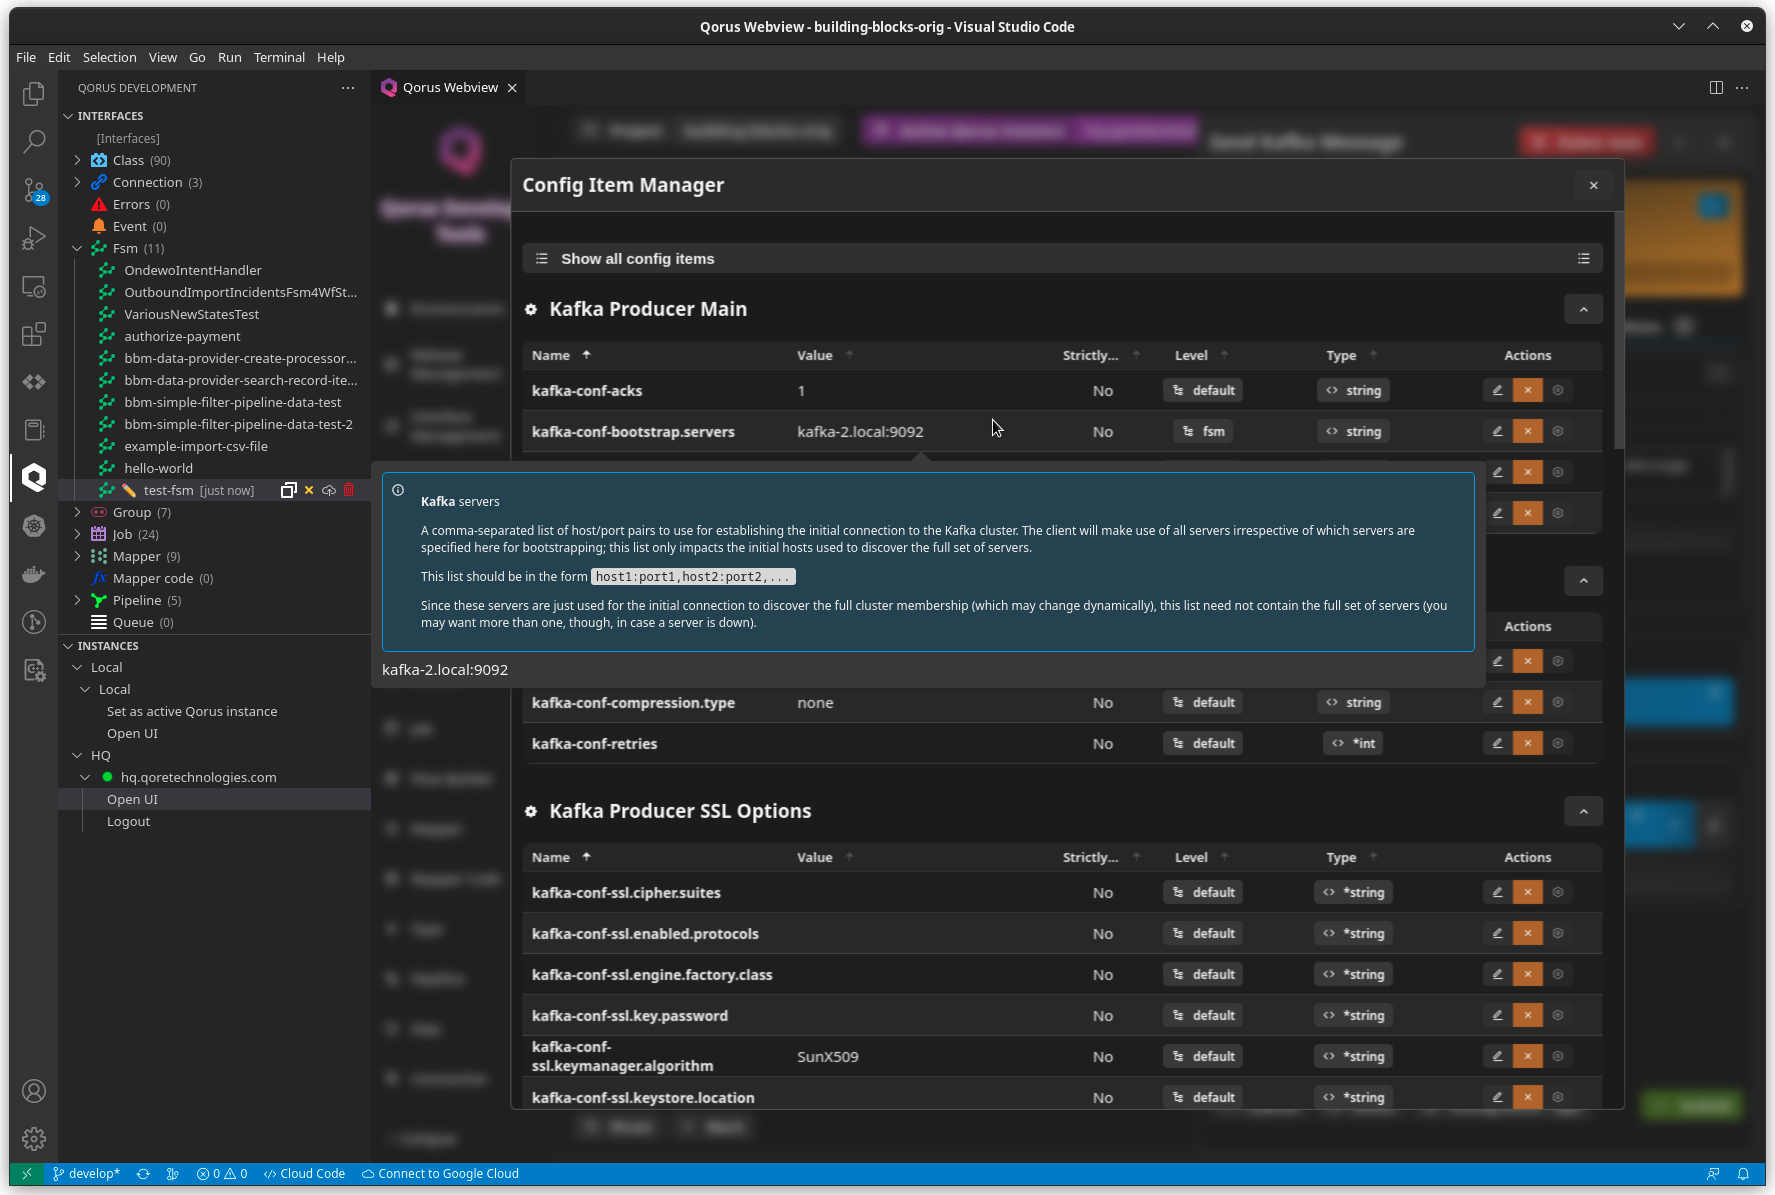 Qorus Webview - building-blocks-orig - Visual Studio Code
File Edit Selection View Go Run Terminal Help
QORUS DEVELOPMENT
Qorus Webview
INTERFACES
[Interfaces]
Class (90)
Connection (3)
Errors (0)
Event (0)
Fsm (11)
OndewoIntentHandler
OutboundImportIncidentsFsm4WfSt...
VariousNewStatesTest
authorize-payment
bbm-data-provider-create-processor...
bbm-data-provider-search-record-ite...
bbm-simple-filter-pipeline-data-test
bbm-simple-filter-pipeline-data-test-2
example-import-csv-file
hello-world
test-fsm [just now]
Group (7)
Job (24)
Mapper (9)
Mapper code (0)
Pipeline (5)
Queue (0)
28
INSTANCES
Local
Local
Set as active Qorus instance
Open UI
HQ
hq.qoretechnologies.com
Open UI
Logout
Project building-blocks-orig
Send Kafka Message
Qorus Develop
Tools
Config Item Manager
Show all config items
Kafka Producer Main
Name Value Strictly... Level Type Actions
kafka-conf-acks 1 No default string
kafka-conf-bootstrap.servers kafka-2.local:9092 No fsm string
Kafka servers
A comma-separated list of host/port pairs to use for establishing the initial connection to the Kafka cluster. The client will make use of all servers irrespective of which servers are
specified here for bootstrapping; this list only impacts the initial hosts used to discover the full set of servers.
This list should be in the form host1:port1,host2:port2,...
Since these servers are just used for the initial connection to discover the full cluster membership (which may change dynamically), this list need not contain the full set of servers (you
may want more than one, though, in case a server is down).
kafka-2.local:9092
Actions
kafka-conf-compression.type none No default string
kafka-conf-retries No default *int
Kafka Producer SSL Options
Name Value Strictly... Level Type Actions
kafka-conf-ssl.cipher.suites No default *string
kafka-conf-ssl.enabled.protocols No default *string
kafka-conf-ssl.engine.factory.class No default *string
kafka-conf-ssl.key.password No default *string
kafka-conf-
ssl.keymanager.algorithm SunX509 No default *string
kafka-conf-ssl.keystore.location No default *string
develop* 0 0 Cloud Code Connect to Google Cloud